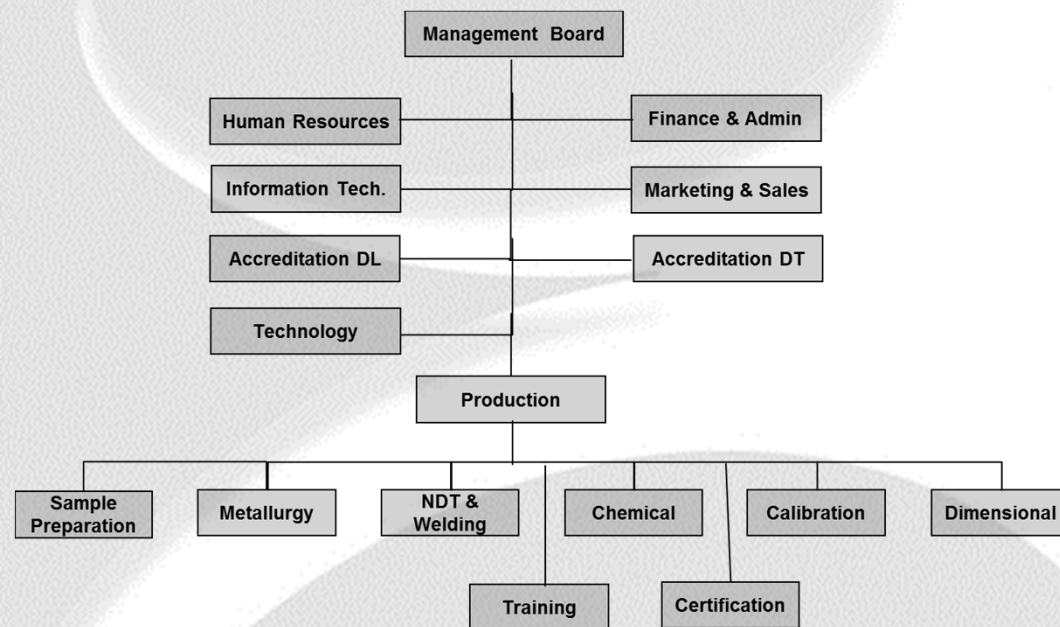 Management Board
Human Resources
Finance & Admin
Information Tech.
Marketing & Sales
Accreditation DL
Accreditation DT
Technology
Production
Sample
Preparation
Metallurgy
NDT &
Welding
Chemical
Calibration
Dimensional
Training
Certification